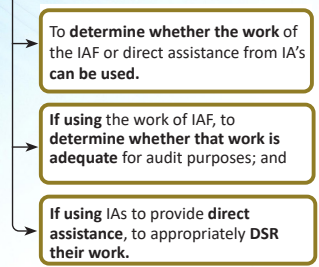 To determine whether the work of
the IAF or direct assistance from IA's
can be used.
If using the work of IAF, to
determine whether that work is
adequate for audit purposes; and
If using IAs to provide direct
assistance, to appropriately DSR
their work.